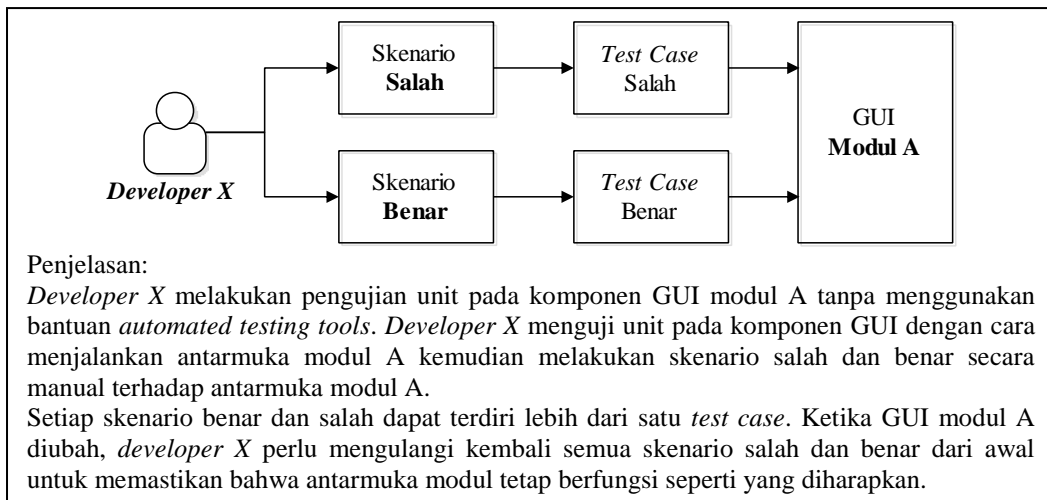 Skenario
Salah
Test Case
Salah
GUI
Modul A
Developer X
Skenario
Benar
Test Case
Benar
Penjelasan:
Developer X melakukan pengujian unit pada komponen GUI modul A tanpa menggunakan
bantuan automated testing tools. Developer X menguji unit pada komponen GUI dengan cara
menjalankan antarmuka modul A kemudian melakukan skenario salah dan benar secara
manual terhadap antarmuka modul A.
Setiap skenario benar dan salah dapat terdiri lebih dari satu test case. Ketika GUI modul A
diubah, developer X perlu mengulangi kembali semua skenario salah dan benar dari awal
untuk memastikan bahwa antarmuka modul tetap berfungsi seperti yang diharapkan.